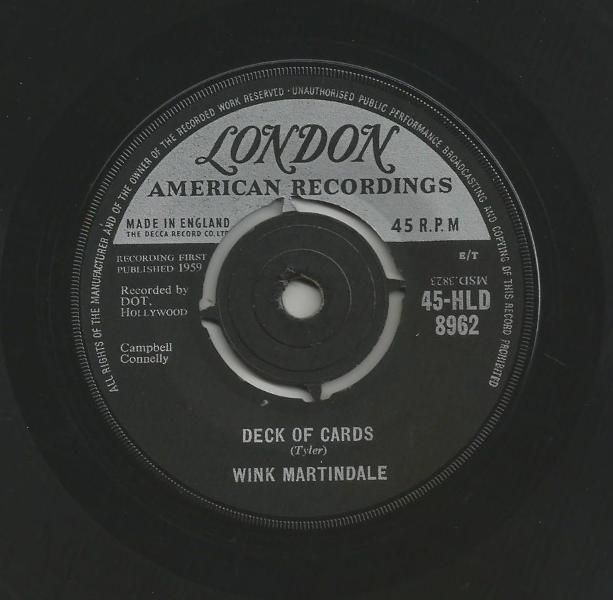 ALL RIGHTS OF THE MANUFACTURER AND OF THE OWNER OF THE RECORDED WORK RESERVED · UNAUTHORISED PUBLIC PERFORMANCE BROADCASTING AND COPYING OF THIS RECORD PROHIBITED
LONDON
AMERICAN RECORDINGS
MADE IN ENGLAND
THE DECCA RECORD CO. LTD
45 R.P.M
RECORDING FIRST
PUBLISHED 1959
E/T
MSD.3823
Recorded by
DOT,
HOLLYWOOD
45-HLD
8962
Campbell
Connelly
DECK OF CARDS
(Tyler)
WINK MARTINDALE